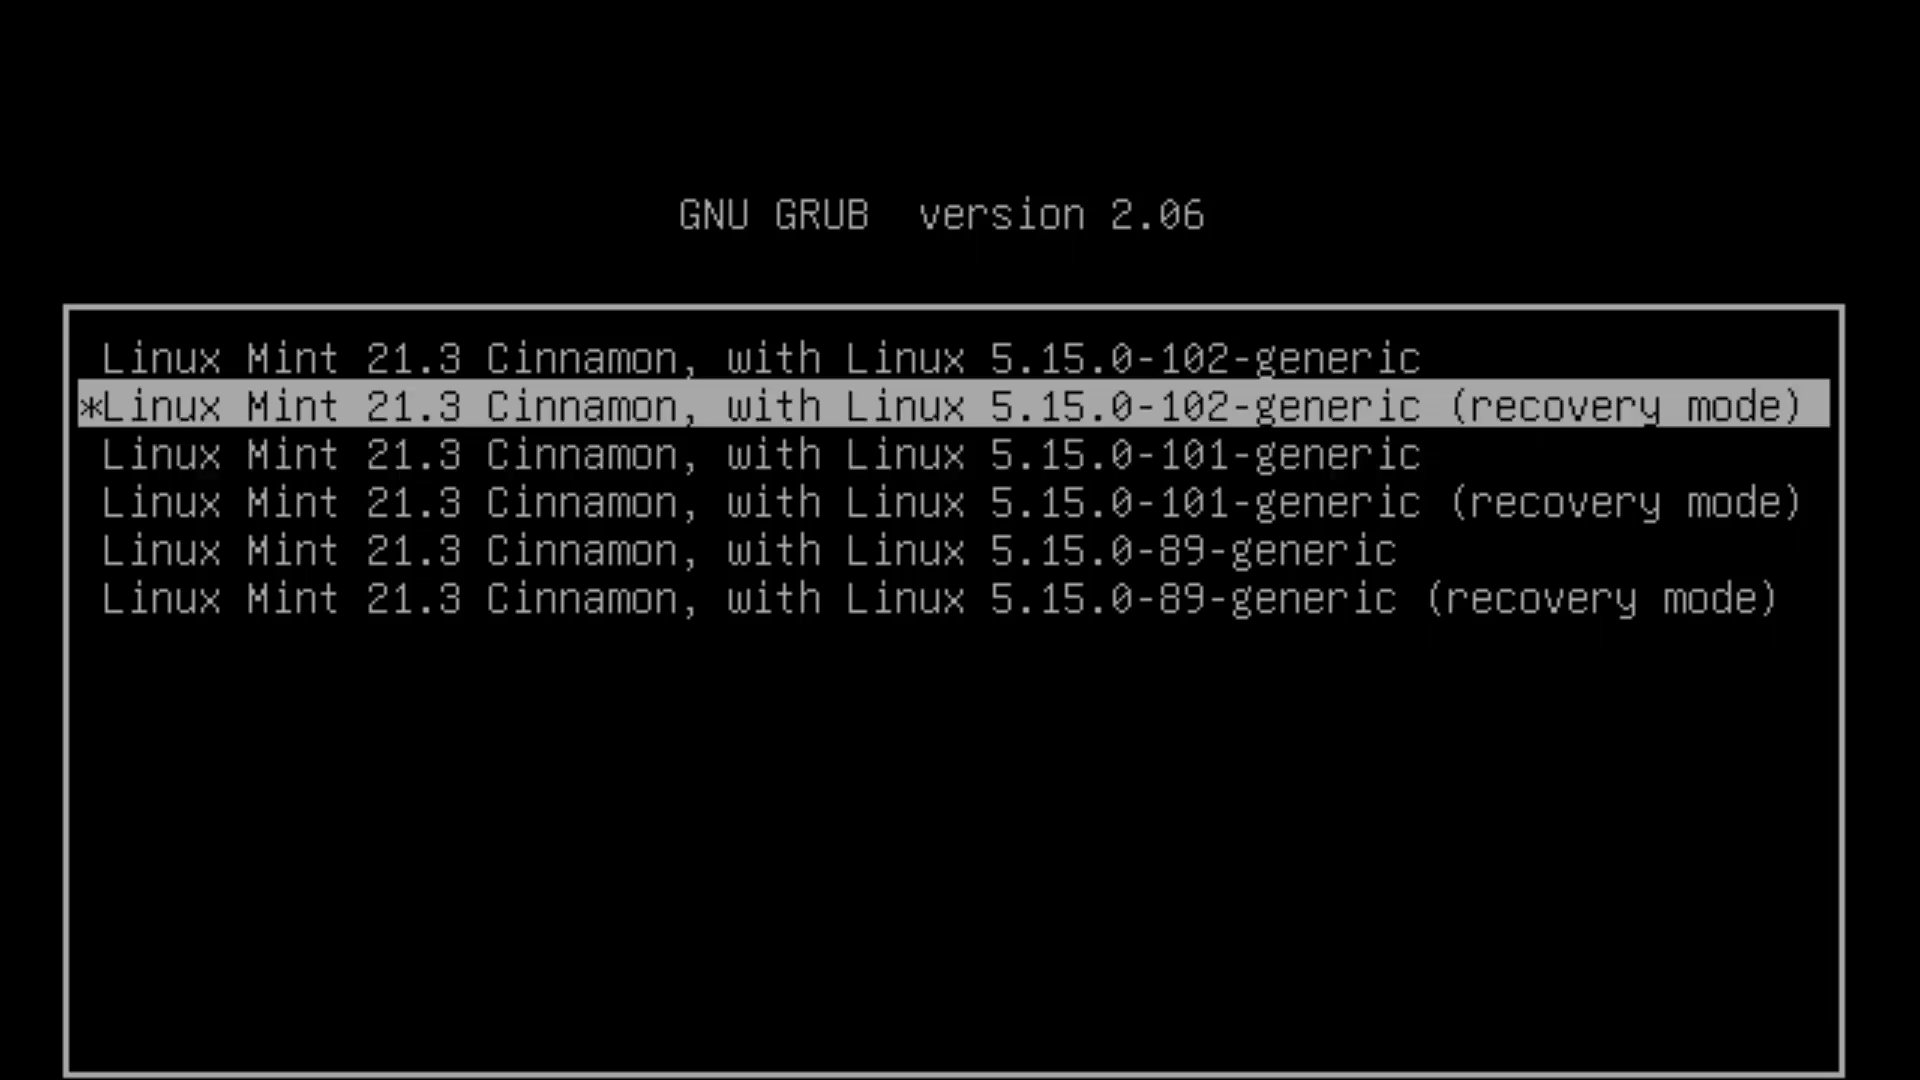 GNU GRUB  version 2.06
Linux Mint 21.3 Cinnamon, with Linux 5.15.0-102-generic
*Linux Mint 21.3 Cinnamon, with Linux 5.15.0-102-generic (recovery mode)
Linux Mint 21.3 Cinnamon, with Linux 5.15.0-101-generic
Linux Mint 21.3 Cinnamon, with Linux 5.15.0-101-generic (recovery mode)
Linux Mint 21.3 Cinnamon, with Linux 5.15.0-89-generic
Linux Mint 21.3 Cinnamon, with Linux 5.15.0-89-generic (recovery mode)